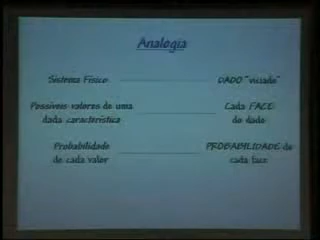 Analogia
Sistema Físico DADO "viciado"
Possíveis valores de uma Cada FACE
dada característica do dado
Probabilidade PROBABILIDADE de
de cada valor cada face